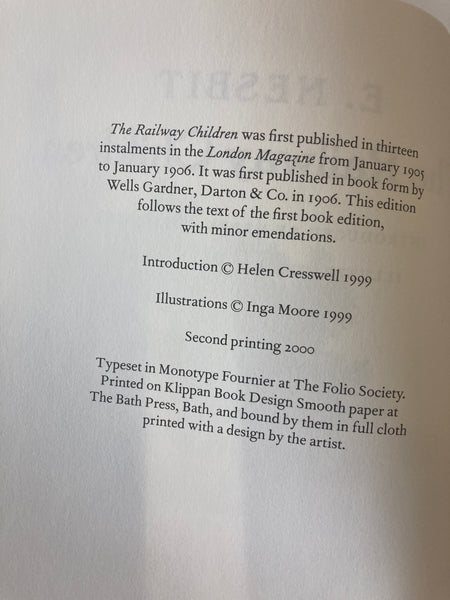 The Railway Children was first published in thirteen
instalments in the London Magazine from January 1905
to January 1906. It was first published in book form by
Wells Gardner, Darton & Co. in 1906. This edition
follows the text of the first book edition,
with minor emendations.
Introduction © Helen Cresswell 1999
Illustrations © Inga Moore 1999
Second printing 2000
Typeset in Monotype Fournier at The Folio Society.
Printed on Klippan Book Design Smooth paper at
The Bath Press, Bath, and bound by them in full cloth
printed with a design by the artist.